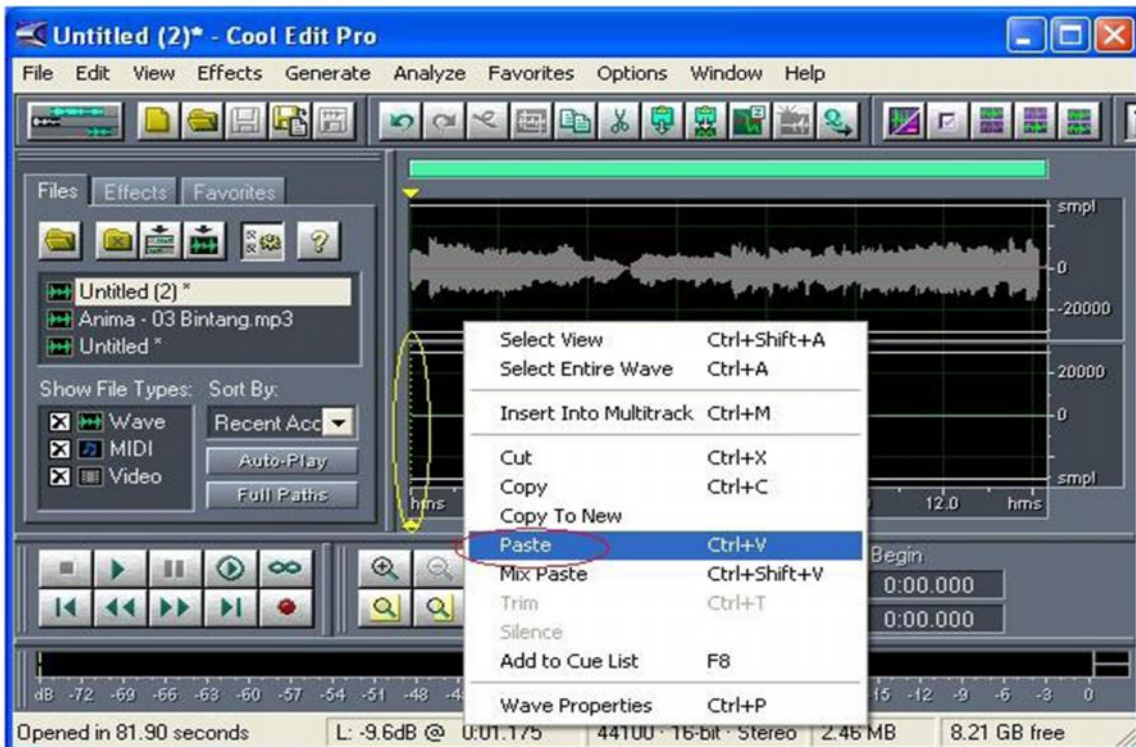 Untitled (2)* - Cool Edit Pro
File Edit View Effects Generate Analyze Favorites Options Window Help
Files Effects Favorites
Untitled (2) *
Anima - 03 Bintang.mp3
Untitled *
Show File Types: Sort By:
Wave
MIDI
Video
Recent Acc
Auto-Play
Full Paths
smpl
0
-20000
20000
0
smpl
hms 12.0 hms
Select View Ctrl+Shift+A
Select Entire Wave Ctrl+A
Insert Into Multitrack Ctrl+M
Cut Ctrl+X
Copy Ctrl+C
Copy To New
Paste Ctrl+V
Mix Paste Ctrl+Shift+V
Trim Ctrl+T
Silence
Add to Cue List F8
Wave Properties Ctrl+P
Begin
0:00.000
0:00.000
dB -72 -69 -66 -63 -60 -57 -54 -51 -48 -15 -12 -9 -6 -3 0
Opened in 81.90 seconds L: -9.6dB @ 0:01.175 44100 · 16-bit · Stereo 2.46 MB 8.21 GB free